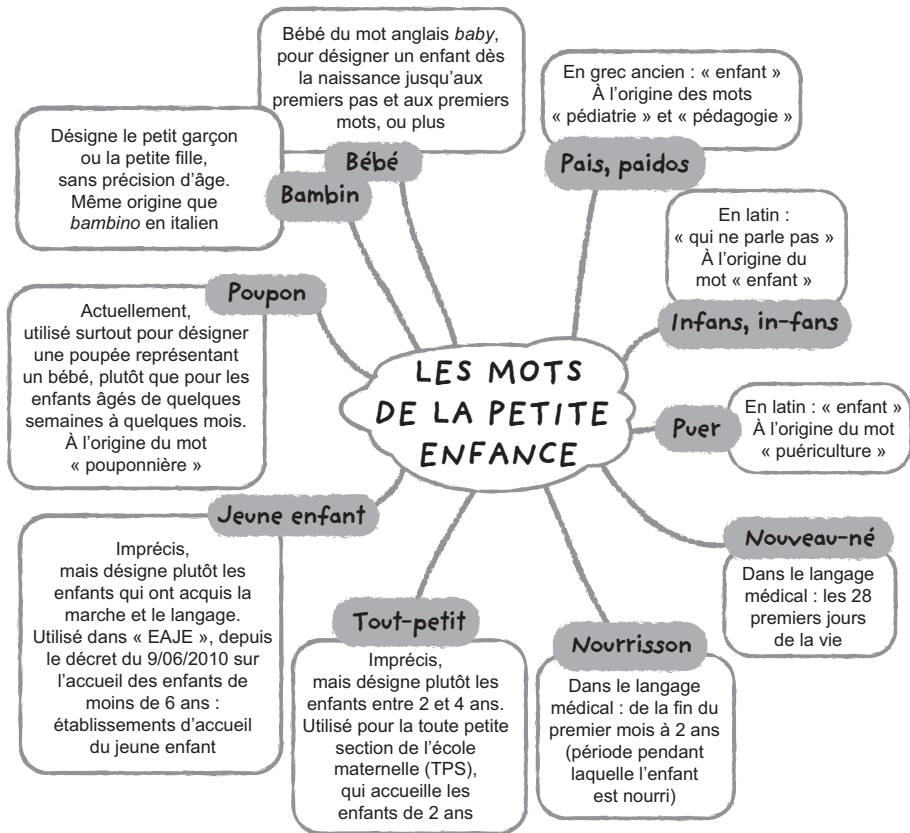 LES MOTS
DE LA PETITE
ENFANCE
Bébé du mot anglais baby,
pour désigner un enfant dès
la naissance jusqu'aux
premiers pas et aux premiers
mots, ou plus
Bébé
En grec ancien : « enfant »
À l'origine des mots
« pédiatrie » et « pédagogie »
Pais, paidos
En latin :
« qui ne parle pas »
À l'origine du
mot « enfant »
Infans, in-fans
Puer
En latin : « enfant »
À l'origine du mot
« puériculture »
Nouveau-né
Dans le langage
médical : les 28
premiers jours
de la vie
Nourrisson
Dans le langage
médical : de la fin du
premier mois à 2 ans
(période pendant
laquelle l'enfant
est nourri)
Tout-petit
Imprécis,
mais désigne plutôt les
enfants entre 2 et 4 ans.
Utilisé pour la toute petite
section de l'école
maternelle (TPS),
qui accueille les
enfants de 2 ans
Jeune enfant
Imprécis,
mais désigne plutôt les
enfants qui ont acquis la
marche et le langage.
Utilisé dans « EAJE », depuis
le décret du 9/06/2010 sur
l'accueil des enfants de
moins de 6 ans :
établissements d'accueil
du jeune enfant
Poupon
Actuellement,
utilisé surtout pour désigner
une poupée représentant
un bébé, plutôt que pour les
enfants âgés de quelques
semaines à quelques mois.
À l'origine du mot
« pouponnière »
Désigne le petit garçon
ou la petite fille,
sans précision d'âge.
Même origine que
bambino en italien
Bambin